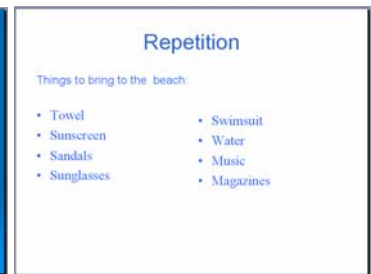 Repetition
Things to bring to the beach:
• Towel
• Sunscreen
• Sandals
• Sunglasses
• Swimsuit
• Water
• Music
• Magazines